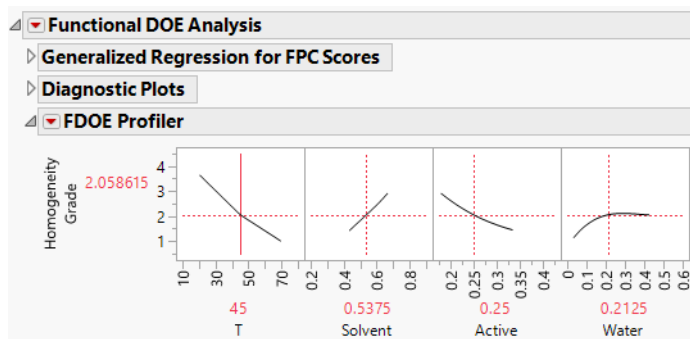 Functional DOE Analysis
Generalized Regression for FPC Scores
Diagnostic Plots
FDOE Profiler
Homogeneity
Grade
2.058615
4
3
2
1
10 30 50 70 0.2 0.4 0.6 0.8 0.2 0.25 0.3 0.35 0.4 0 0.1 0.2 0.3 0.4 0.5 0.6
45 0.5375 0.25 0.2125
T Solvent Active Water